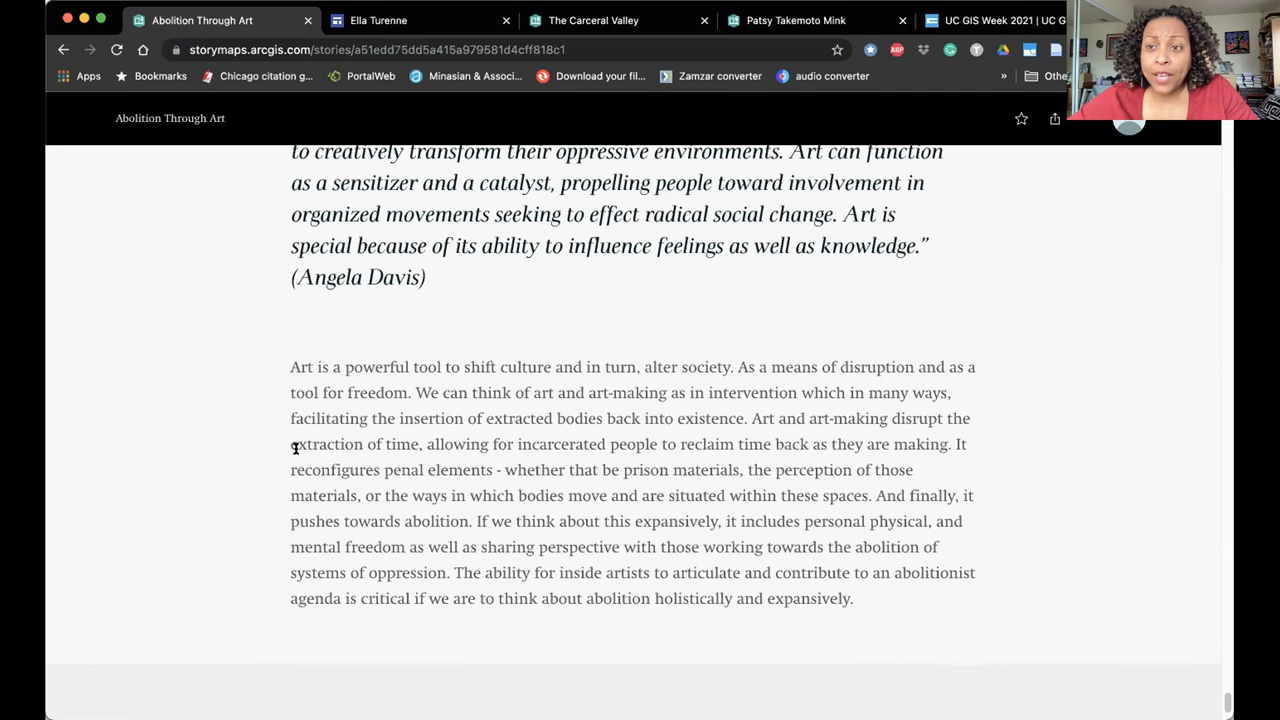 Abolition Through Art
Ella Turenne
The Carceral Valley
Patsy Takemoto Mink
UC GIS Week 2021 | UC G
storymaps.arcgis.com/stories/a51edd75dd5a415a979581d4cff818c1
ABP
T
Apps
Bookmarks
Chicago citation g...
PortalWeb
Minasian & Associ...
Download your fil...
Zamzar converter
audio converter
»
Othe
Abolition Through Art
to creatively transform their oppressive environments. Art can function
as a sensitizer and a catalyst, propelling people toward involvement in
organized movements seeking to effect radical social change. Art is
special because of its ability to influence feelings as well as knowledge.”
(Angela Davis)
Art is a powerful tool to shift culture and in turn, alter society. As a means of disruption and as a
tool for freedom. We can think of art and art-making as in intervention which in many ways,
facilitating the insertion of extracted bodies back into existence. Art and art-making disrupt the
extraction of time, allowing for incarcerated people to reclaim time back as they are making. It
reconfigures penal elements - whether that be prison materials, the perception of those
materials, or the ways in which bodies move and are situated within these spaces. And finally, it
pushes towards abolition. If we think about this expansively, it includes personal physical, and
mental freedom as well as sharing perspective with those working towards the abolition of
systems of oppression. The ability for inside artists to articulate and contribute to an abolitionist
agenda is critical if we are to think about abolition holistically and expansively.